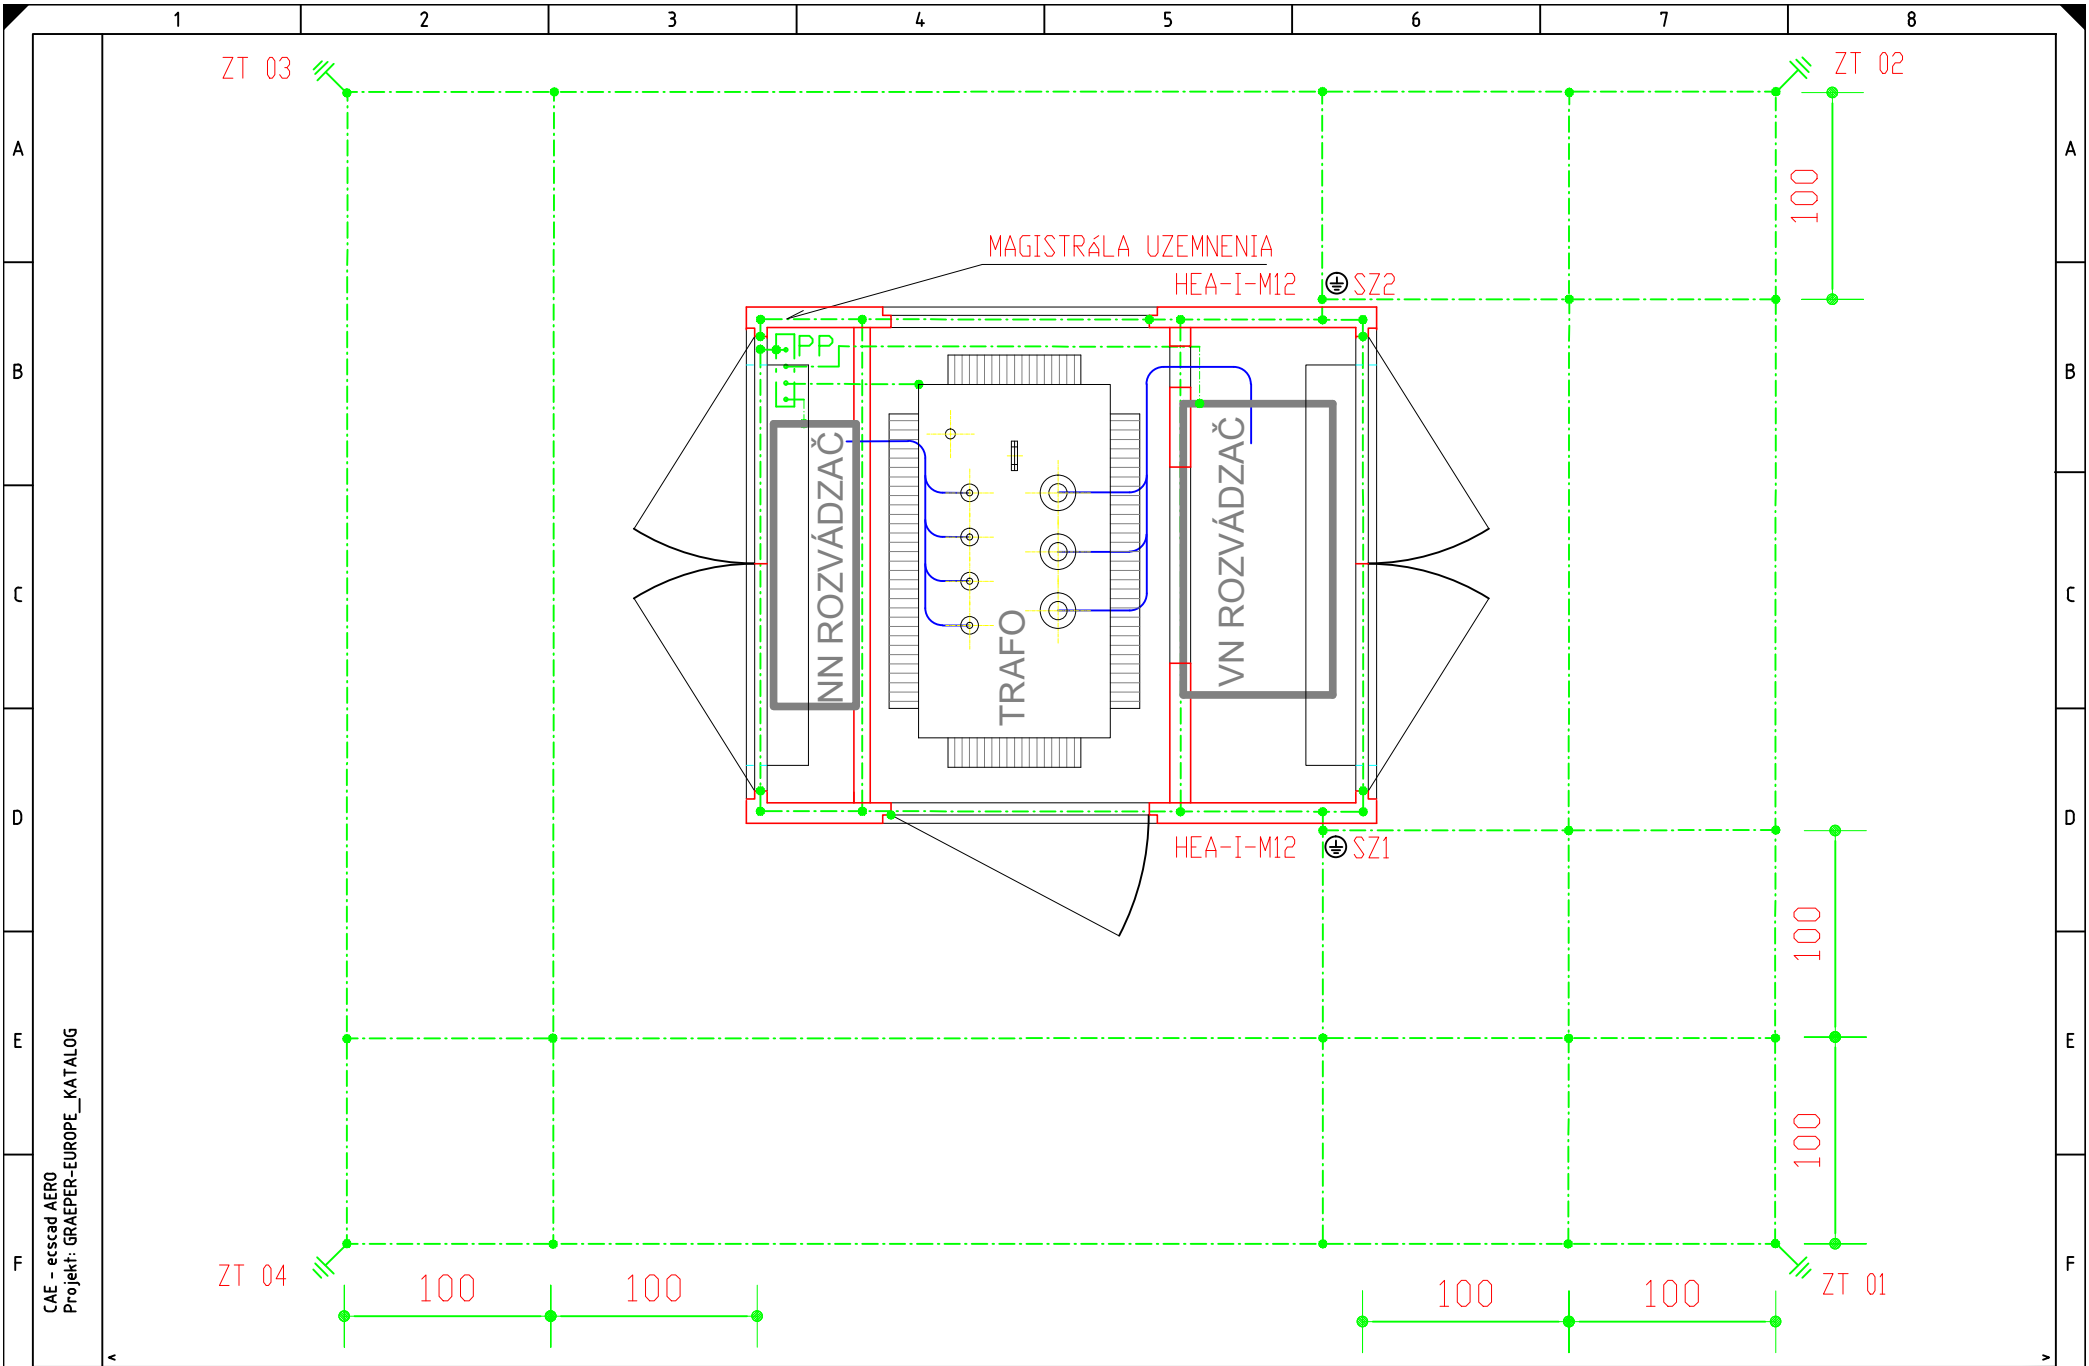 1 2 3 4 5 6 7 8
ZT 03
ZT 02
A
A
100
MAGISTRáLA UZEMNENIA
HEA-I-M12
SZ2
B
B
PP
NN ROZVÁDZAČ
TRAFO
VN ROZVÁDZAČ
C
C
D
D
HEA-I-M12
SZ1
100
E
E
100
F
F
ZT 04
ZT 01
100
100
100
100
CAE - ecscad AERO
Projekt: GRAEPER-EUROPE_KATALOG
<
>